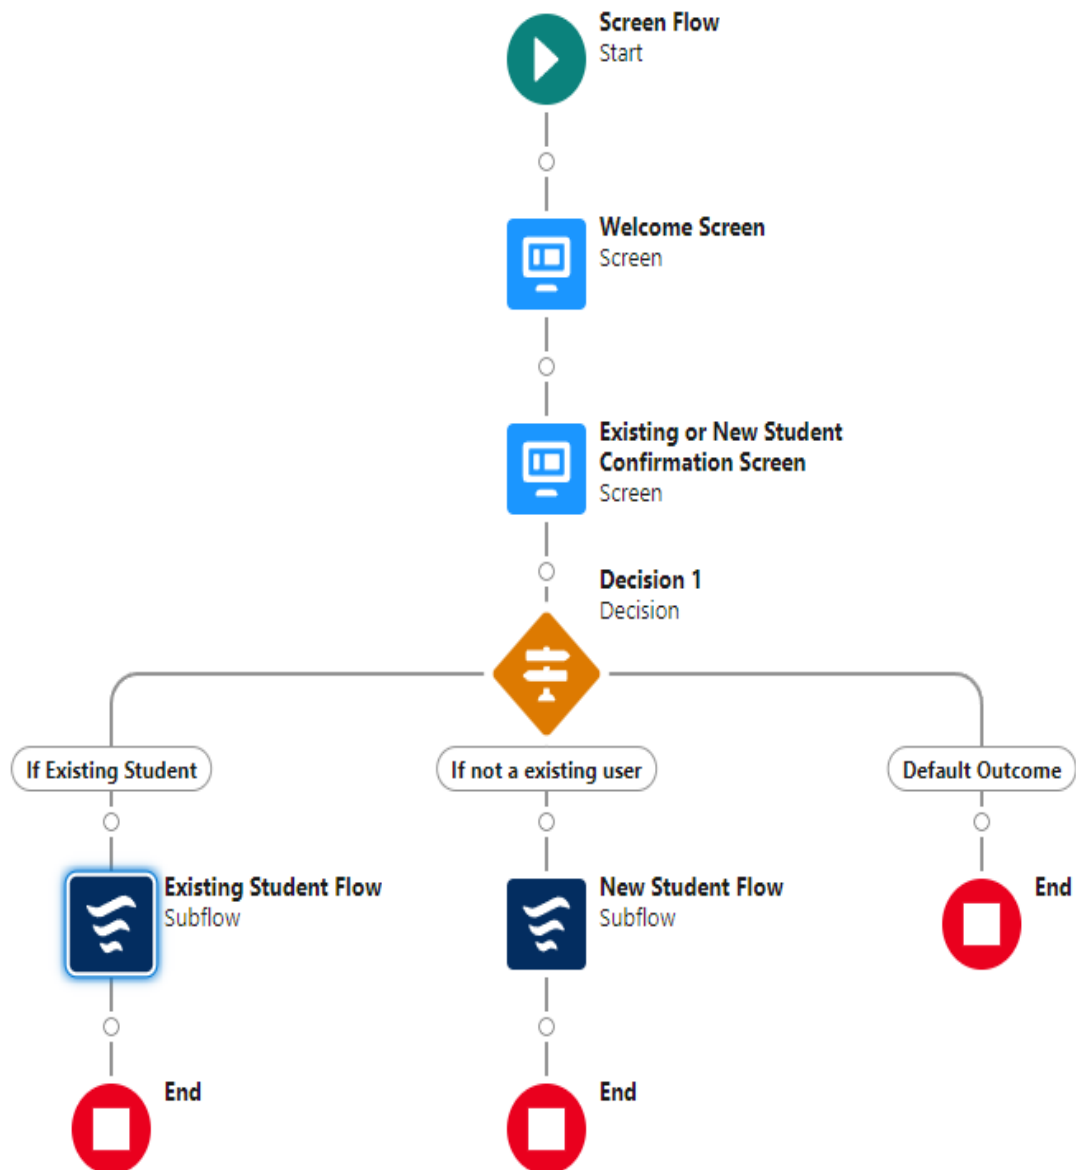 Screen Flow
Start
Welcome Screen
Screen
Existing or New Student
Confirmation Screen
Screen
Decision 1
Decision
If Existing Student
If not a existing user
Default Outcome
Existing Student Flow
Subflow
New Student Flow
Subflow
End
End
End